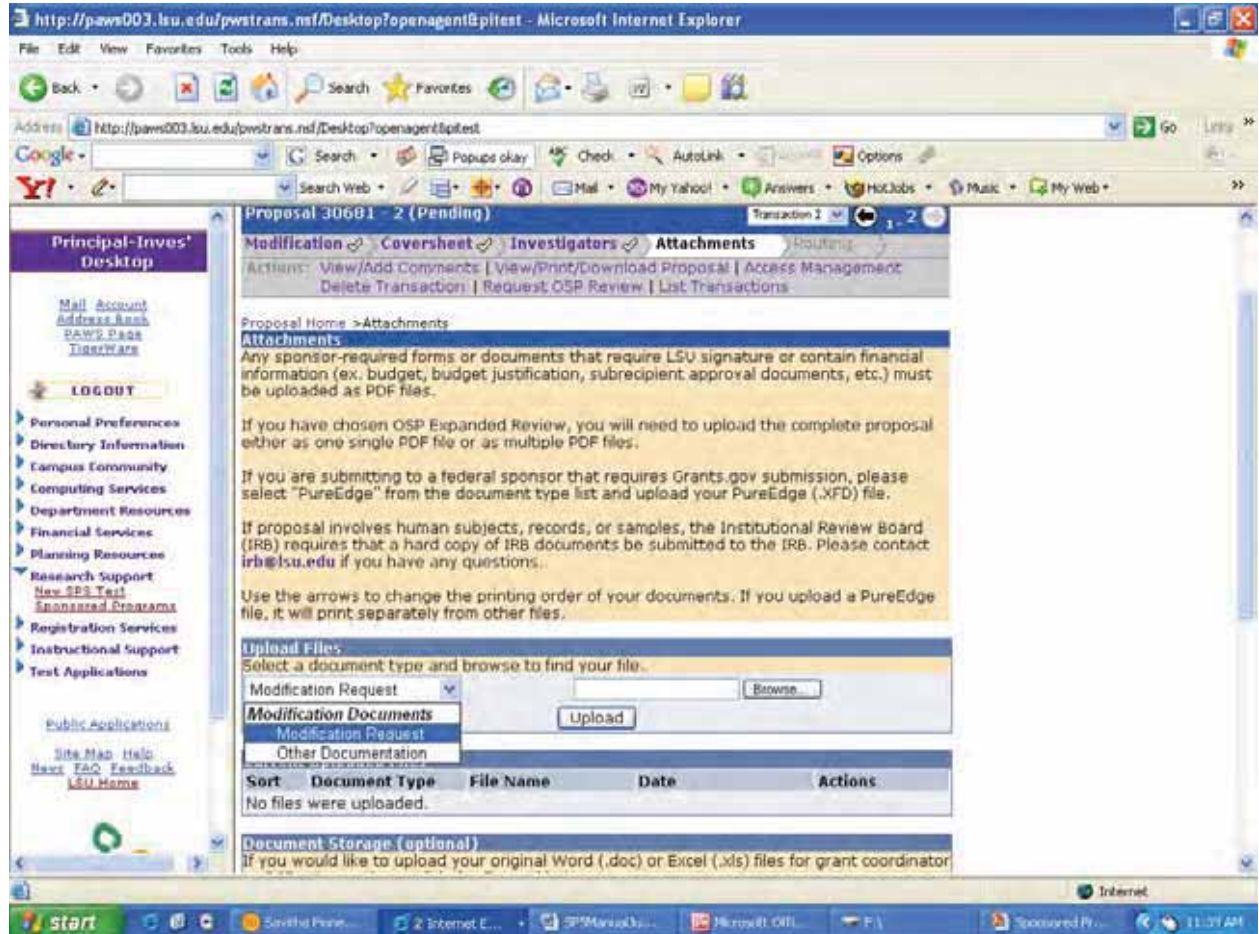 http://paws003.lsu.edu/pwstrans.nsf/Desktop?openagent&pitest - Microsoft Internet Explorer
File Edit View Favorites Tools Help
Back Search Favorites
Address http://paws003.lsu.edu/pwstrans.nsf/Desktop?openagent&pitest Go Links
Google Search Popups okay Check AutoLink Options
Y! Search Web Mail My Yahoo! Answers HotJobs Music My Web
Principal-Inves'
Desktop
Mail Account
Address Book
PAWS Page
TigerWare
LOGOUT
Personal Preferences
Directory Information
Campus Community
Computing Services
Department Resources
Financial Services
Planning Resources
Research Support
New SPS Test
Sponsored Programs
Registration Services
Instructional Support
Test Applications
Public Applications
Site Map Help
News FAQ Feedback
LSU Home
Proposal 30681 - 2 (Pending) Transaction 2 1 - 2
Modification Coversheet Investigators Attachments Routing
Actions: View/Add Comments | View/Print/Download Proposal | Access Management
Delete Transaction | Request OSP Review | List Transactions
Proposal Home >Attachments
Attachments
Any sponsor-required forms or documents that require LSU signature or contain financial
information (ex. budget, budget justification, subrecipient approval documents, etc.) must
be uploaded as PDF files.
If you have chosen OSP Expanded Review, you will need to upload the complete proposal
either as one single PDF file or as multiple PDF files.
If you are submitting to a federal sponsor that requires Grants.gov submission, please
select "PureEdge" from the document type list and upload your PureEdge (.XFD) file.
If proposal involves human subjects, records, or samples, the Institutional Review Board
(IRB) requires that a hard copy of IRB documents be submitted to the IRB. Please contact
irb@lsu.edu if you have any questions.
Use the arrows to change the printing order of your documents. If you upload a PureEdge
file, it will print separately from other files.
Upload Files
Select a document type and browse to find your file.
Modification Request Browse...
Modification Documents Upload
Modification Request
Other Documentation
Sort Document Type File Name Date Actions
No files were uploaded.
Document Storage (optional)
If you would like to upload your original Word (.doc) or Excel (.xls) files for grant coordinator
Internet
start 2 Internet E... Microsoft Offi... F:\ Sponsored Pr... 11:39 AM